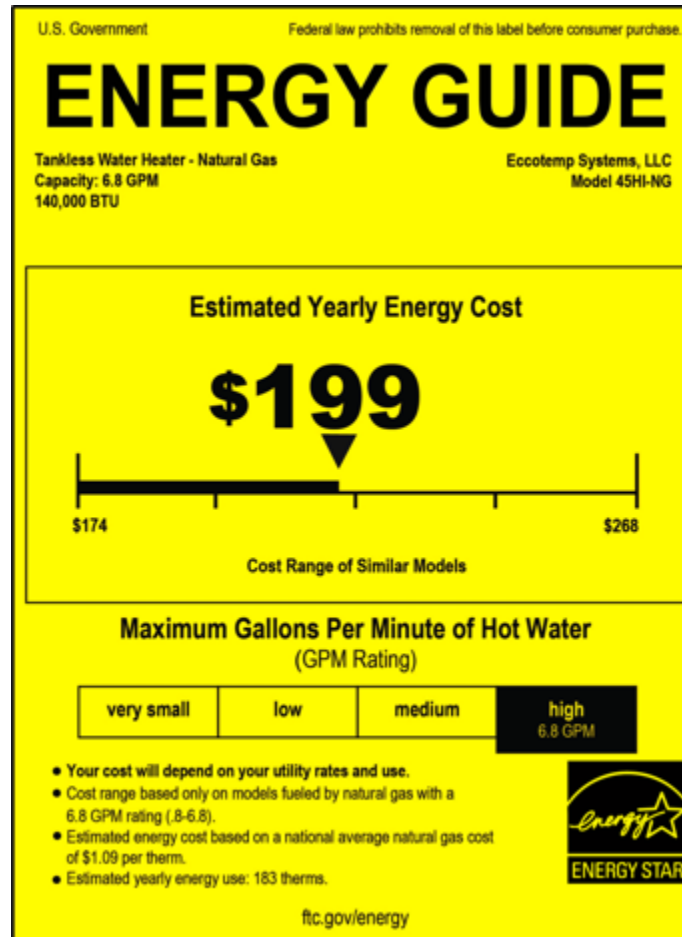 U.S. Government Federal law prohibits removal of this label before consumer purchase.
ENERGY GUIDE
Tankless Water Heater - Natural Gas
Capacity: 6.8 GPM
140,000 BTU
Eccotemp Systems, LLC
Model 45HI-NG
Estimated Yearly Energy Cost
$199
$174 $268
Cost Range of Similar Models
Maximum Gallons Per Minute of Hot Water
(GPM Rating)
very small low medium high
6.8 GPM
● Your cost will depend on your utility rates and use.
● Cost range based only on models fueled by natural gas with a
6.8 GPM rating (.8-6.8).
● Estimated energy cost based on a national average natural gas cost
of $1.09 per therm.
● Estimated yearly energy use: 183 therms.
energy
ENERGY STAR
ftc.gov/energy